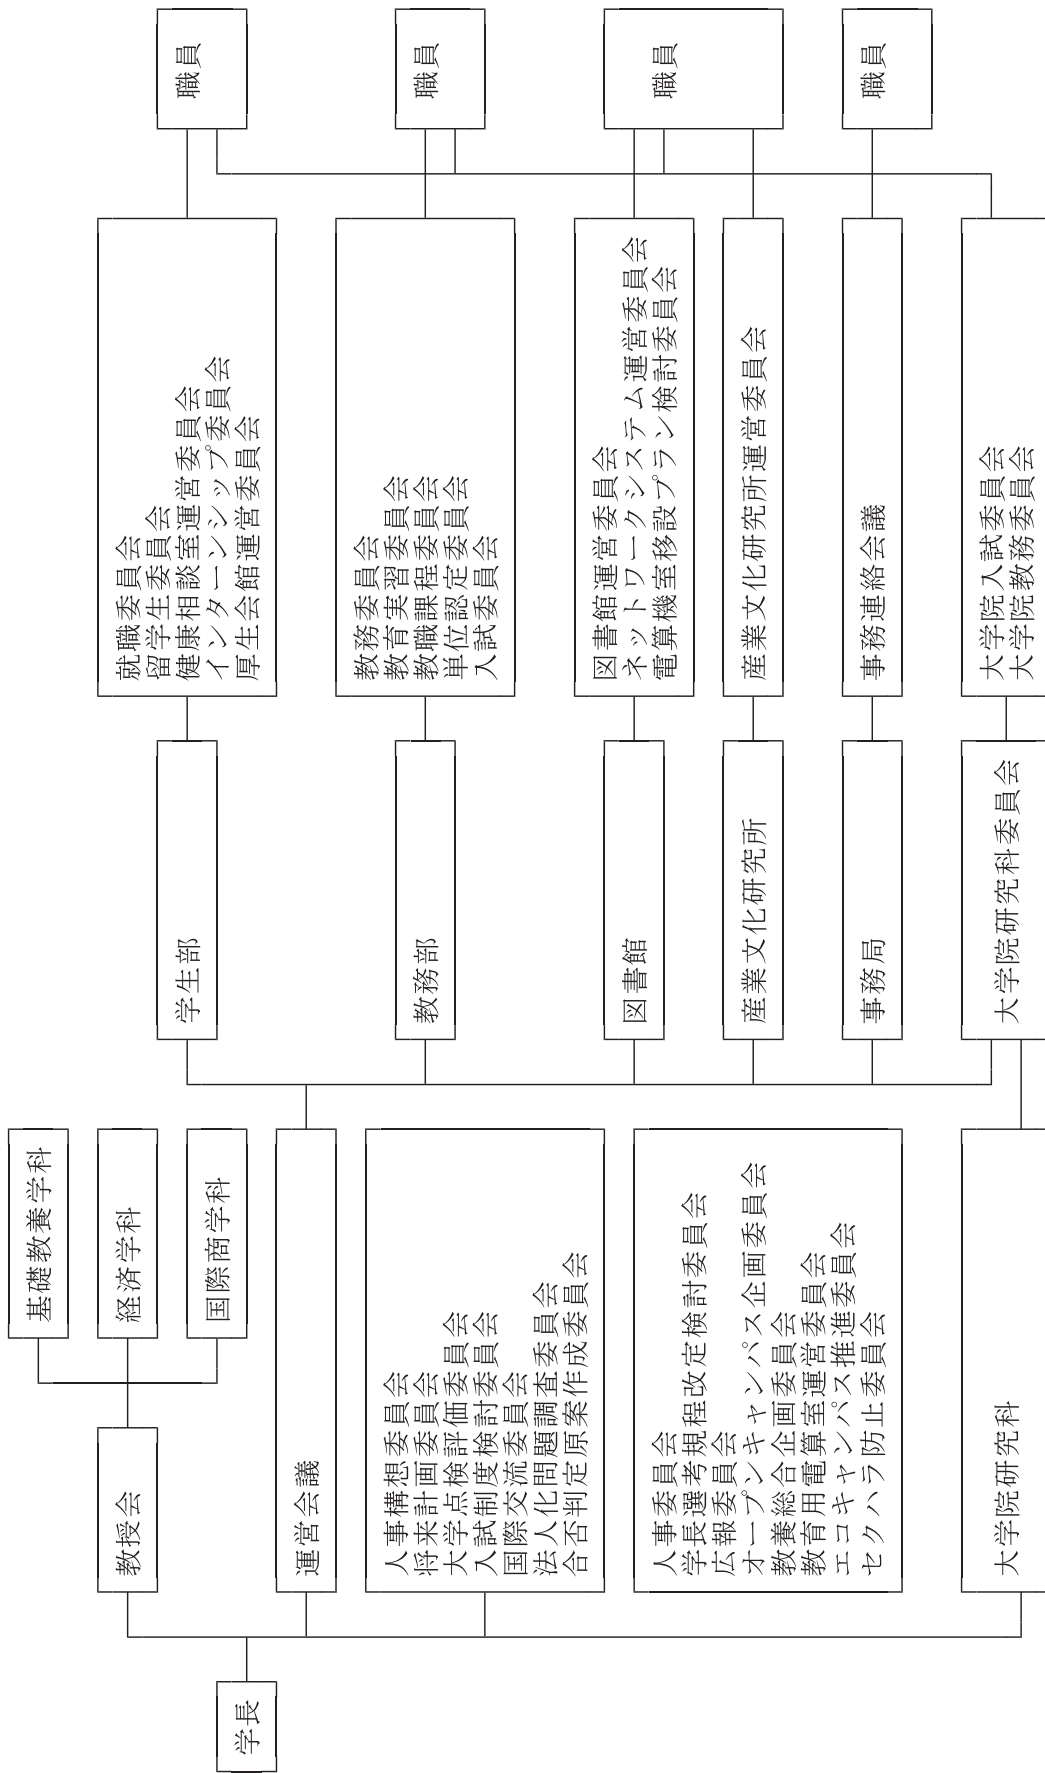 学長
教授会
基礎教養学科
経済学科
国際商学科
運営会議
人事構想委員会
将来計画委員会
大学点検評価委員会
入試制度検討委員会
国際交流委員会
法人化問題調査委員会
合否判定原案作成委員会
人事委員会
学長選考規程改定検討委員会
広報委員会
オープンキャンパス企画委員会
教養総合企画委員会
教育用電算室運営委員会
エコキャンパス推進委員会
セクハラ防止委員会
大学院研究科
学生部
教務部
図書館
産業文化研究所
事務局
大学院研究科委員会
就職委員会
留学生委員会
健康相談室運営委員会
インターンシップ委員会
厚生会館運営委員会
教務委員会
教育実習委員会
教職課程委員会
単位認定委員会
入試委員会
図書館運営委員会
ネットワークシステム運営委員会
電算機室移設プラン検討委員会
産業文化研究所運営委員会
事務連絡会議
大学院入試委員会
大学院教務委員会
職員
職員
職員
職員